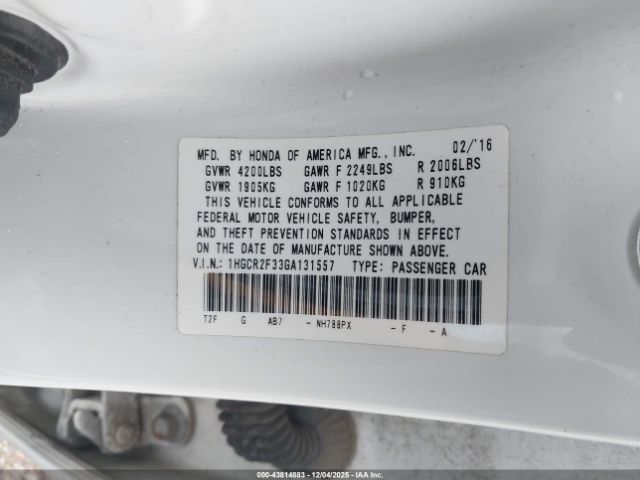 MFD. BY HONDA OF AMERICA MFG., INC. 02/'16
GVWR 4200LBS GAWR F 2249LBS R 2006LBS
GVWR 1905KG GAWR F 1020KG R 910KG
THIS VEHICLE CONFORMS TO ALL APPLICABLE
FEDERAL MOTOR VEHICLE SAFETY, BUMPER,
AND THEFT PREVENTION STANDARDS IN EFFECT
ON THE DATE OF MANUFACTURE SHOWN ABOVE.
V.I.N.: 1HGCR2F33GA131557 TYPE: PASSENGER CAR
T2F G AB7 - NH788PX - F - A
000-43814883 - 12/04/2025 - IAA.